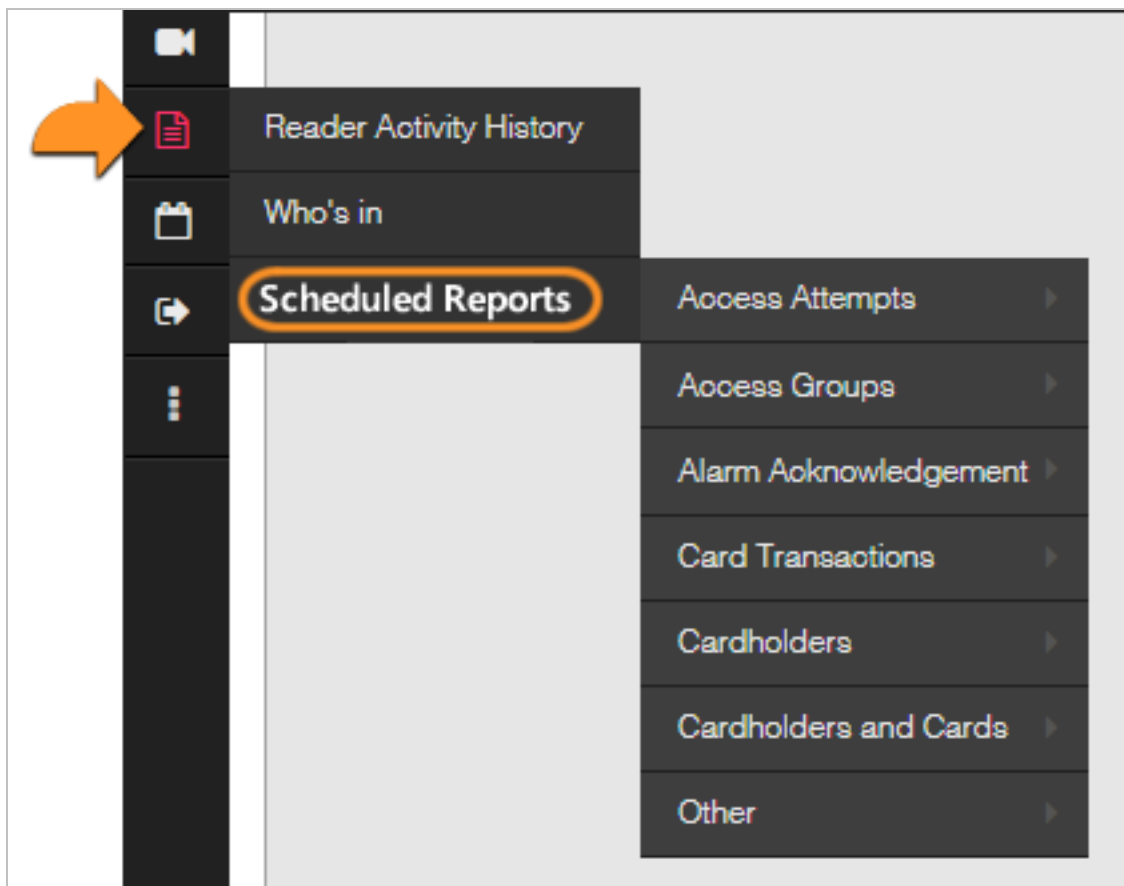 Reader Activity History
Who's in
Scheduled Reports
Access Attempts
Access Groups
Alarm Acknowledgement
Card Transactions
Cardholders
Cardholders and Cards
Other